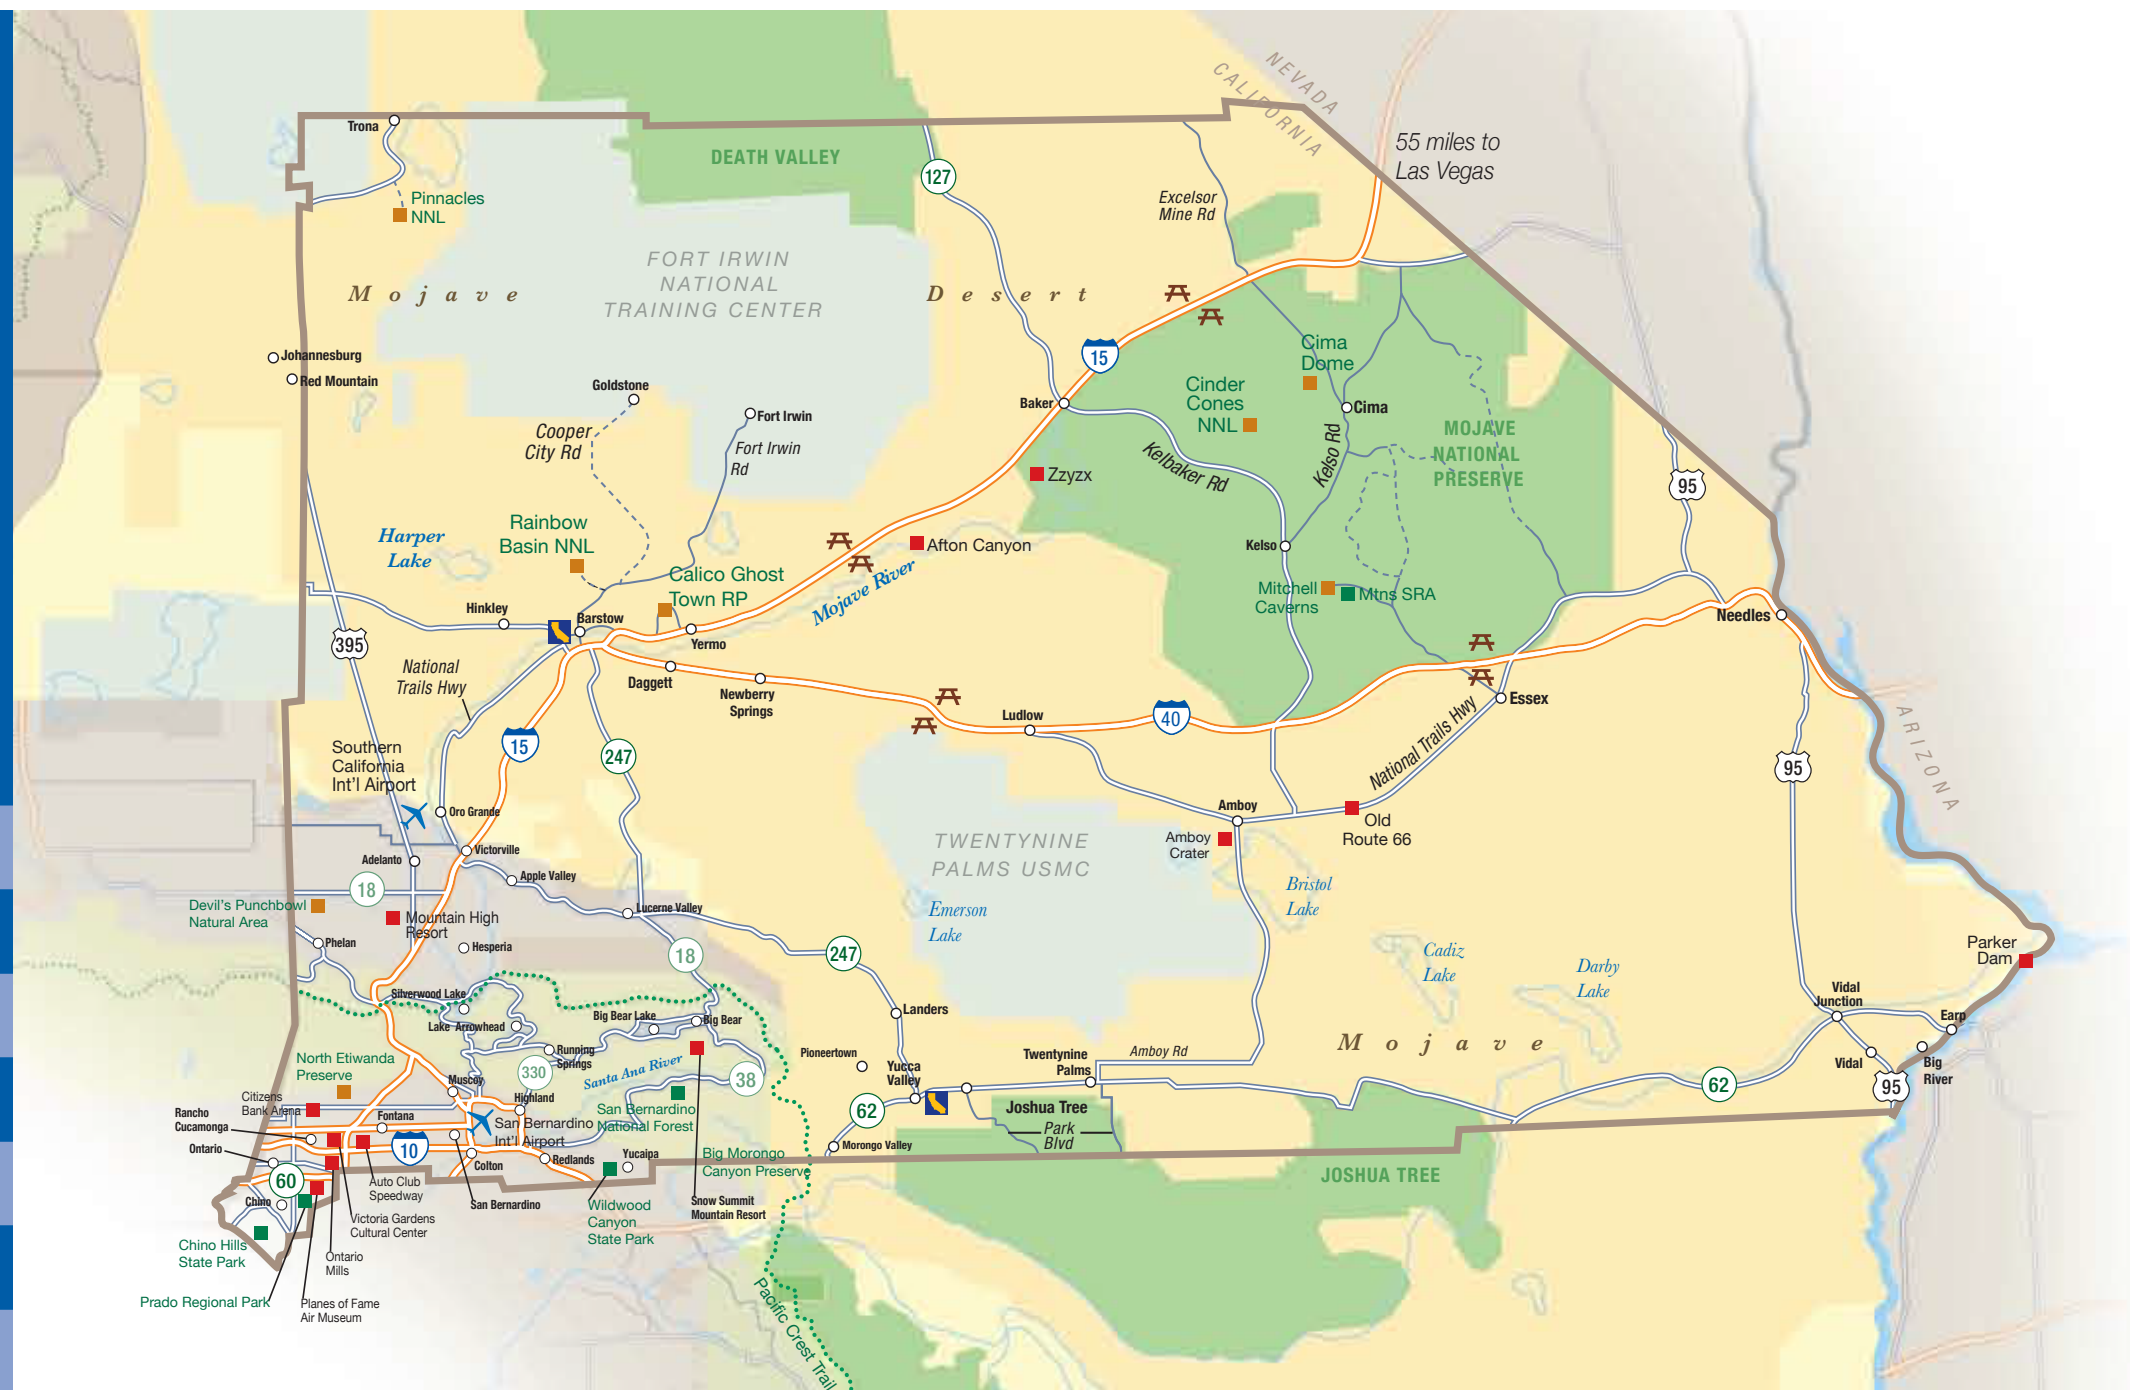 NEVADA
CALIFORNIA
55 miles to
Las Vegas
Trona
DEATH VALLEY
127
Pinnacles
NNL
Excelsor
Mine Rd
FORT IRWIN
NATIONAL
TRAINING CENTER
Mojave
Desert
Johannesburg
Red Mountain
Goldstone
Fort Irwin
Cooper
City Rd
Fort Irwin
Rd
15
Baker
Cima
Dome
Cinder
Cones
NNL
Cima
MOJAVE
NATIONAL
PRESERVE
Kelso Rd
Kelbaker Rd
Zzyzx
95
Harper
Lake
Rainbow
Basin NNL
Afton Canyon
Kelso
Calico Ghost
Town RP
Mojave River
Mitchell
Caverns
Mtns SRA
Hinkley
Barstow
Yermo
Needles
395
National
Trails Hwy
Daggett
Newberry
Springs
Ludlow
40
Essex
National Trails Hwy
ARIZONA
15
247
95
Southern
California
Int'l Airport
Oro Grande
Amboy
Old
Route 66
Amboy
Crater
TWENTYNINE
PALMS USMC
Adelanto
Victorville
Apple Valley
18
Bristol
Lake
Devil's Punchbowl
Natural Area
Mountain High
Resort
Lucerne Valley
Emerson
Lake
Phelan
Hesperia
18
247
Cadiz
Lake
Darby
Lake
Parker
Dam
Silverwood Lake
Vidal
Junction
Landers
Big Bear Lake
Big Bear
Lake Arrowhead
Earp
Mojave
North Etiwanda
Preserve
Running
Springs
330
Santa Ana River
38
Pioneertown
Yucca
Valley
Twentynine
Palms
Amboy Rd
Vidal
Big
River
95
62
Muscoy
Highland
Citizens
Bank Arena
Rancho
Cucamonga
Fontana
San Bernardino
National Forest
San Bernardino
Int'l Airport
62
Joshua Tree
Park
Blvd
Ontario
10
Colton
Redlands
Yucaipa
Big Morongo
Canyon Preserve
Morongo Valley
JOSHUA TREE
60
Auto Club
Speedway
Chino
San Bernardino
Wildwood
Canyon
State Park
Snow Summit
Mountain Resort
Victoria Gardens
Cultural Center
Chino Hills
State Park
Ontario
Mills
Prado Regional Park
Planes of Fame
Air Museum
Pacific Crest Trail